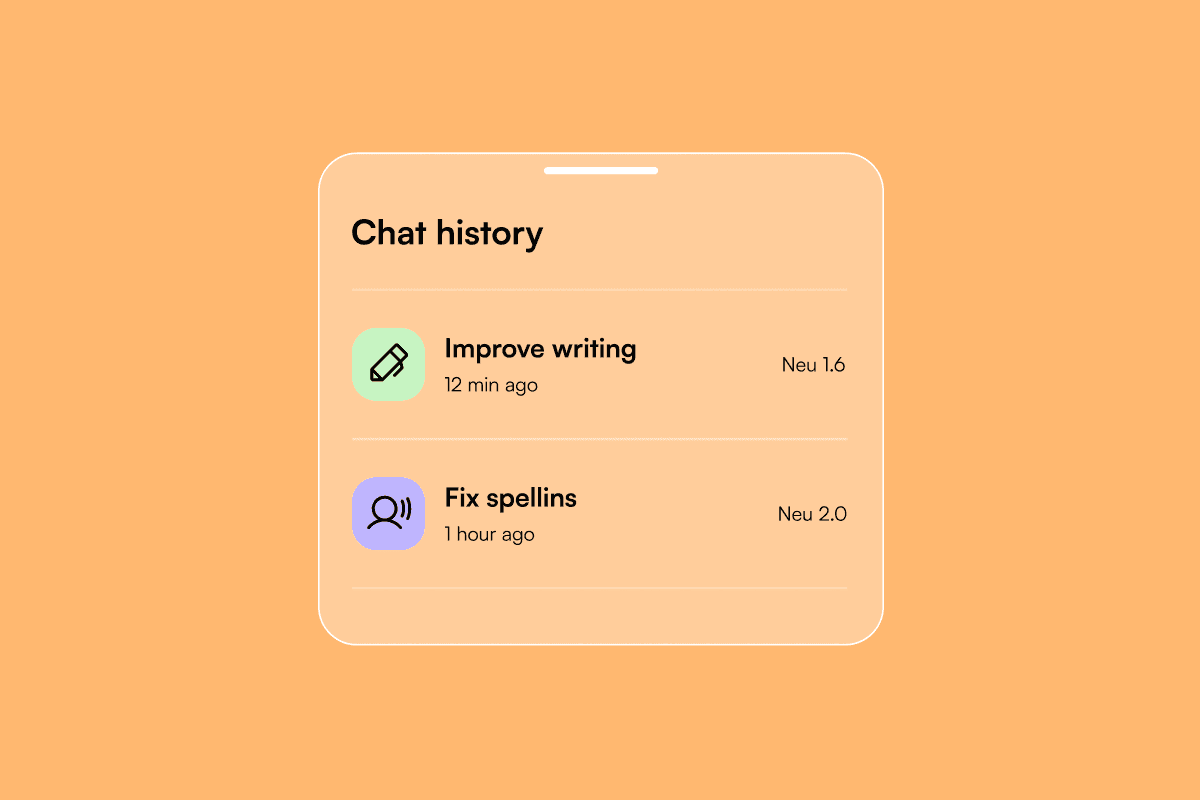 Chat history
Improve writing
12 min ago
Neu 1.6
Fix spellins
1 hour ago
Neu 2.0